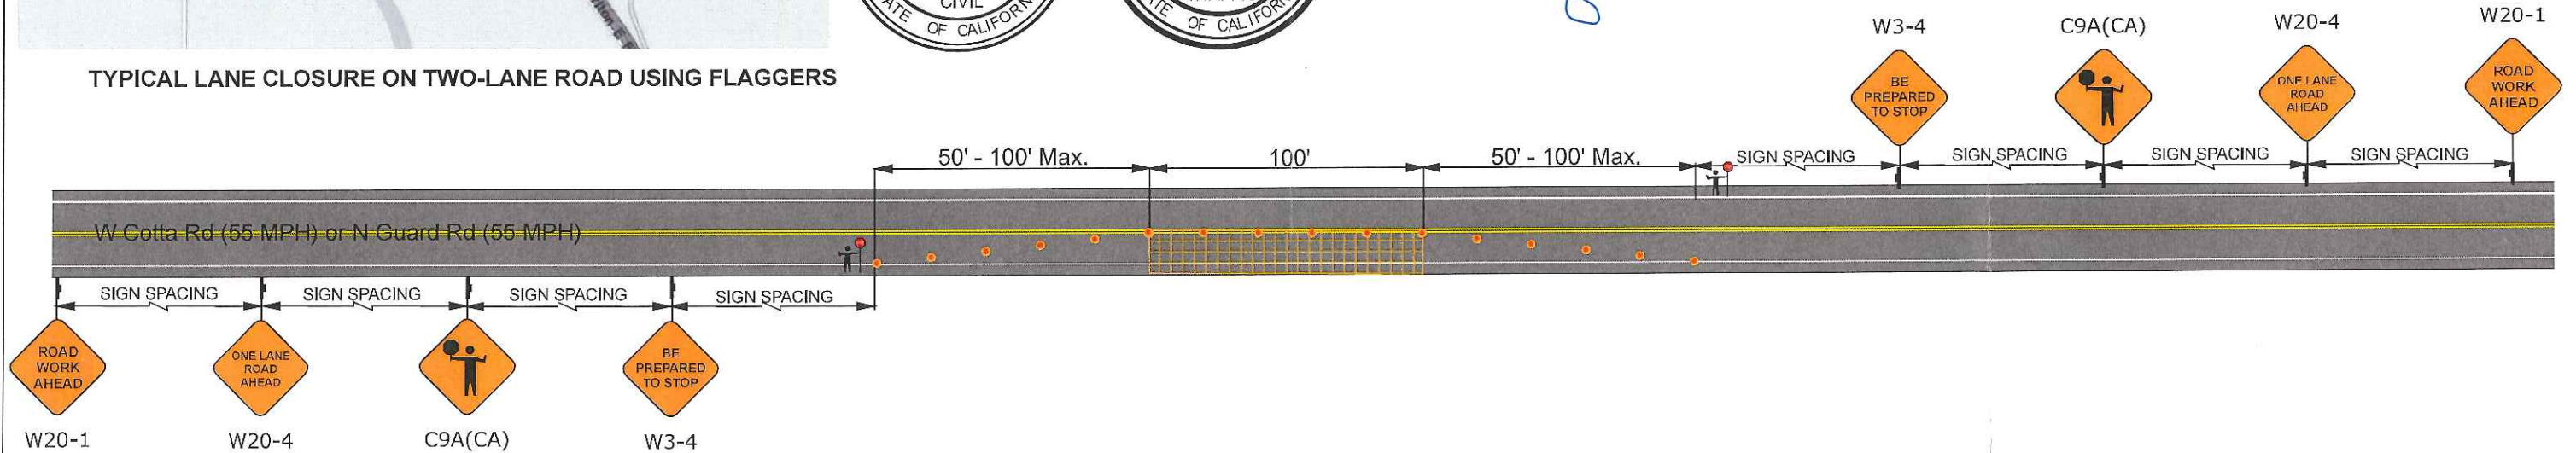 CIVIL
OF CALIFORNIA
OF CALIFORNIA
TYPICAL LANE CLOSURE ON TWO-LANE ROAD USING FLAGGERS
W3-4
C9A(CA)
W20-4
W20-1
BE
PREPARED
TO STOP
ONE LANE
ROAD
AHEAD
ROAD
WORK
AHEAD
50' - 100' Max.
100'
50' - 100' Max.
SIGN SPACING
SIGN SPACING
SIGN SPACING
SIGN SPACING
W Cotta Rd (55 MPH) or N Guard Rd (55 MPH)
SIGN SPACING
SIGN SPACING
SIGN SPACING
SIGN SPACING
ROAD
WORK
AHEAD
ONE LANE
ROAD
AHEAD
BE
PREPARED
TO STOP
W20-1
W20-4
C9A(CA)
W3-4